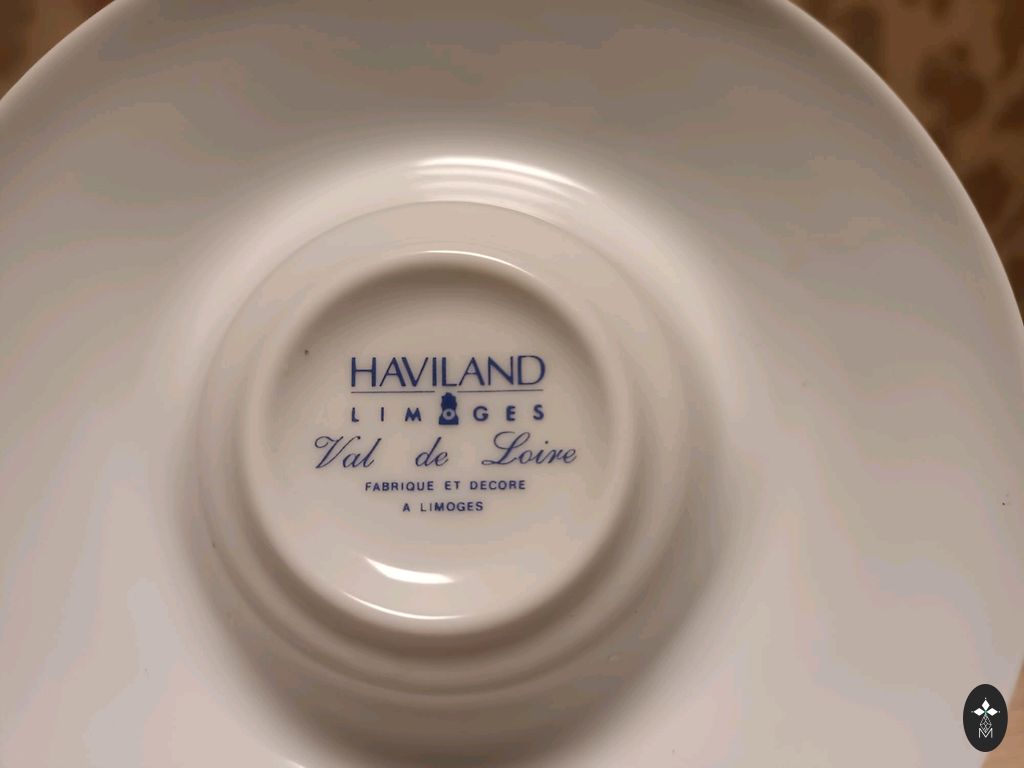 HAVILAND
LIMOGES
Val de Loire
FABRIQUE ET DECORE
A LIMOGES